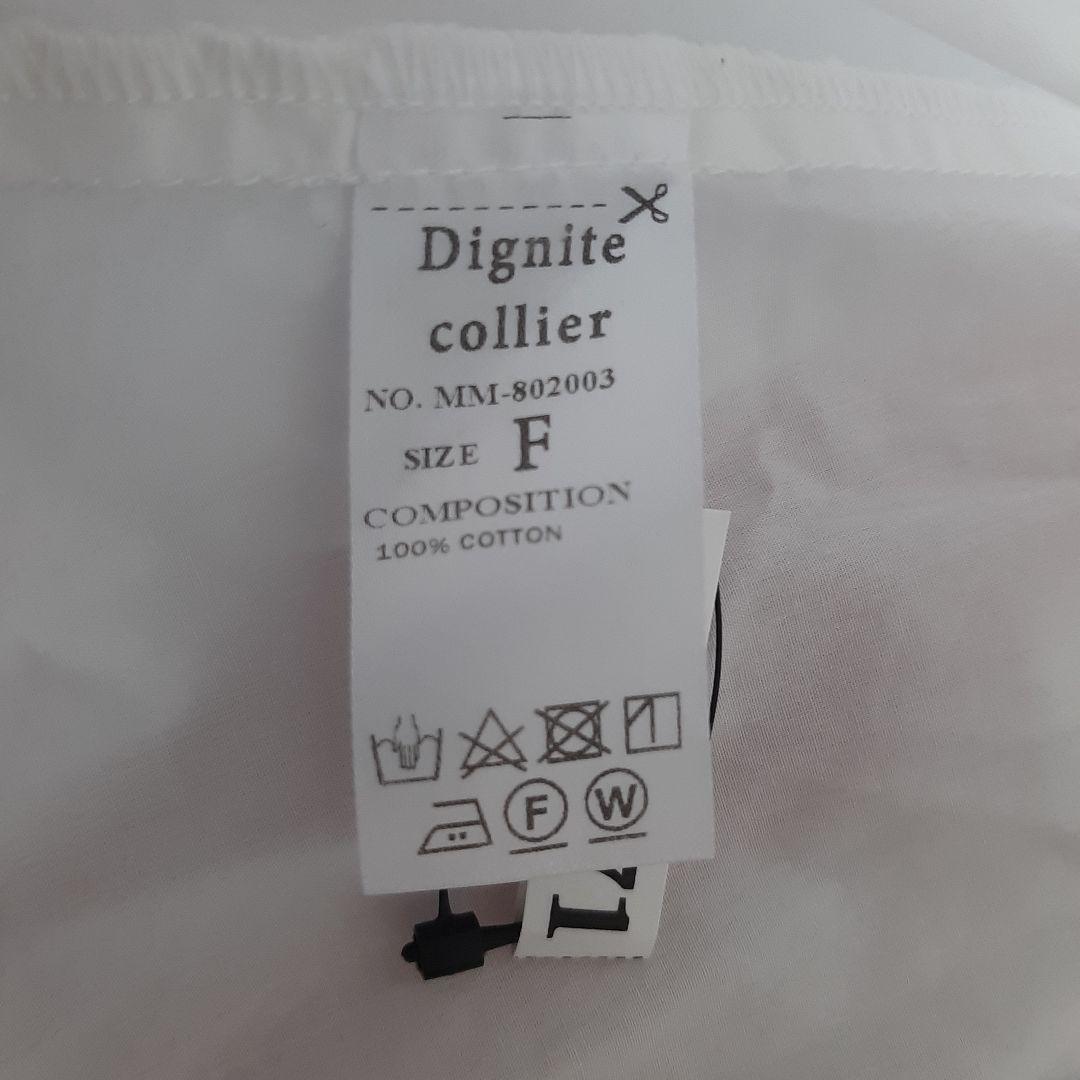 Dignite
collier
NO. MM-802003
SIZE F
COMPOSITION
100% COTTON
F W